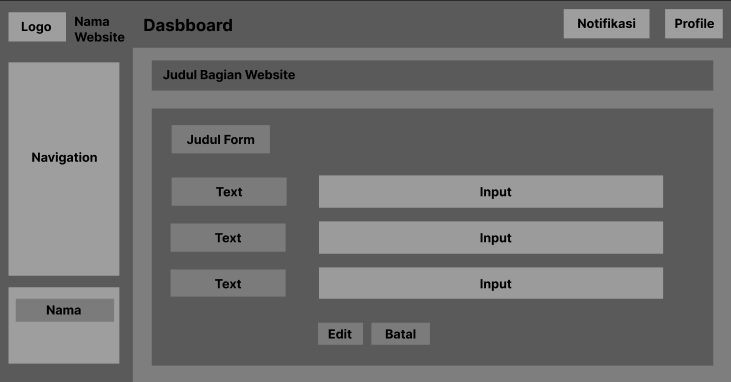 Logo
Nama
Website
Dasbboard
Notifikasi
Profile
Navigation
Nama
Judul Bagian Website
Judul Form
Text
Input
Text
Input
Text
Input
Edit
Batal